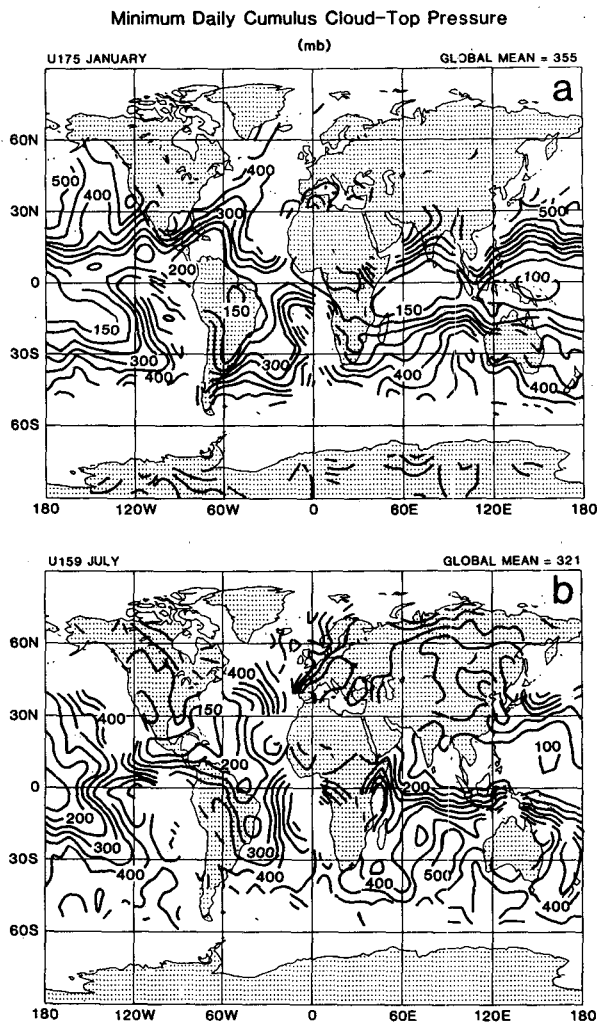 Minimum Daily Cumulus Cloud-Top Pressure
(mb)
U175 JANUARY GLOBAL MEAN = 355
a
60N
500
400
400
30N
300
500
200
100
0
150
150
150
30S
300
300
400
400
400
60S
180 120W 60W 0 60E 120E 180
U159 JULY GLOBAL MEAN = 321
b
60N
400
30N
400
150
100
200
0
200
200
300
300
30S
400
400
400
500
400
60S
180 120W 60W 0 60E 120E 180